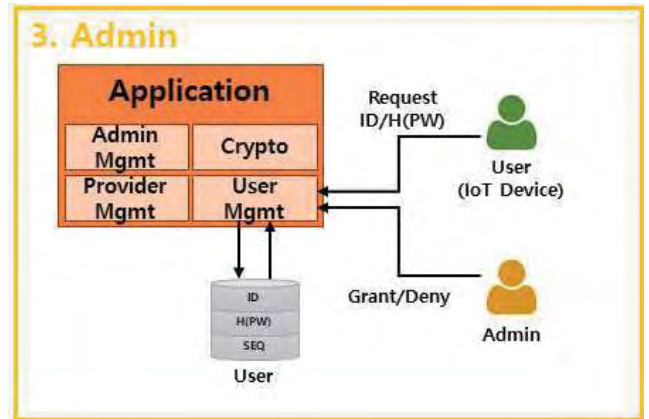 3. Admin
Application
Admin
Mgmt
Crypto
Provider
Mgmt
User
Mgmt
Request
ID/H(PW)
User
(IoT Device)
Grant/Deny
Admin
ID
H(PW)
SEQ
User